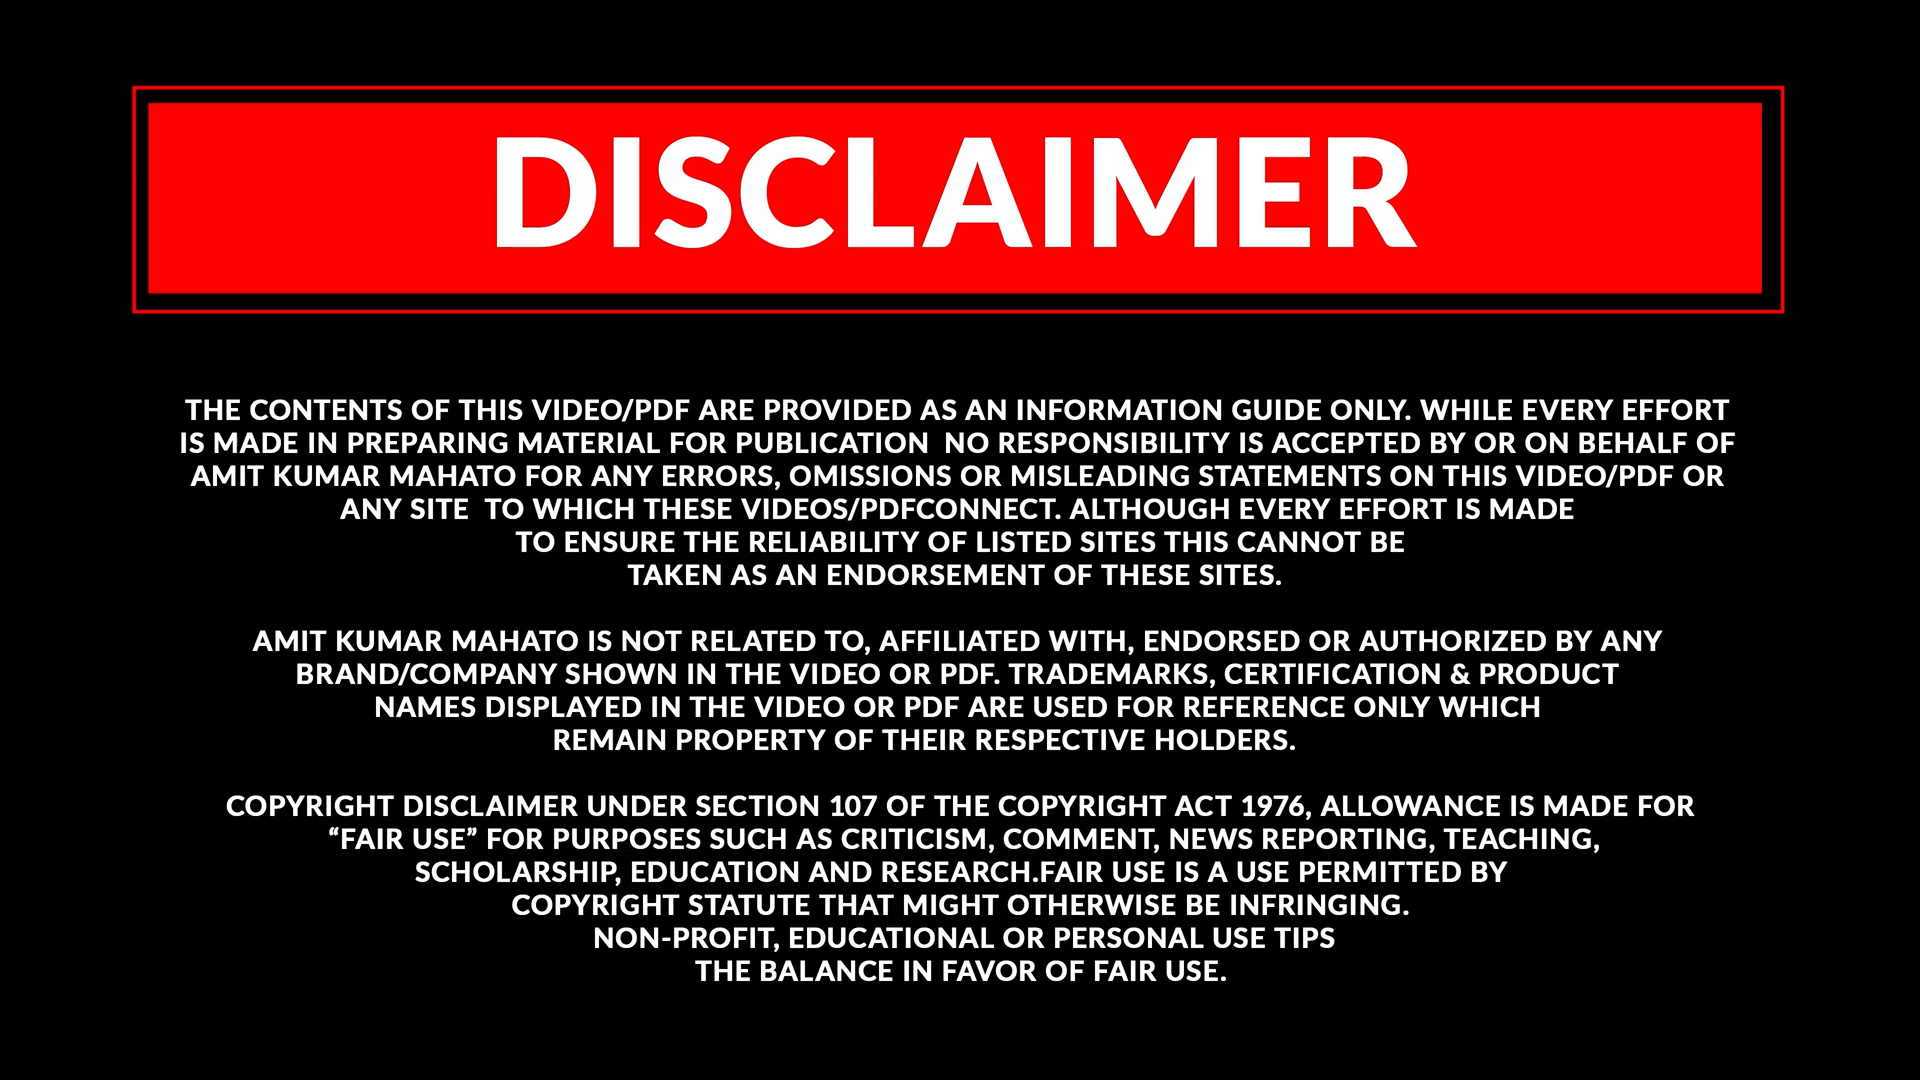 DISCLAIMER
THE CONTENTS OF THIS VIDEO/PDF ARE PROVIDED AS AN INFORMATION GUIDE ONLY. WHILE EVERY EFFORT
IS MADE IN PREPARING MATERIAL FOR PUBLICATION  NO RESPONSIBILITY IS ACCEPTED BY OR ON BEHALF OF
AMIT KUMAR MAHATO FOR ANY ERRORS, OMISSIONS OR MISLEADING STATEMENTS ON THIS VIDEO/PDF OR
ANY SITE  TO WHICH THESE VIDEOS/PDFCONNECT. ALTHOUGH EVERY EFFORT IS MADE
TO ENSURE THE RELIABILITY OF LISTED SITES THIS CANNOT BE
TAKEN AS AN ENDORSEMENT OF THESE SITES.
AMIT KUMAR MAHATO IS NOT RELATED TO, AFFILIATED WITH, ENDORSED OR AUTHORIZED BY ANY
BRAND/COMPANY SHOWN IN THE VIDEO OR PDF. TRADEMARKS, CERTIFICATION & PRODUCT
NAMES DISPLAYED IN THE VIDEO OR PDF ARE USED FOR REFERENCE ONLY WHICH
REMAIN PROPERTY OF THEIR RESPECTIVE HOLDERS.
COPYRIGHT DISCLAIMER UNDER SECTION 107 OF THE COPYRIGHT ACT 1976, ALLOWANCE IS MADE FOR
“FAIR USE” FOR PURPOSES SUCH AS CRITICISM, COMMENT, NEWS REPORTING, TEACHING,
SCHOLARSHIP, EDUCATION AND RESEARCH.FAIR USE IS A USE PERMITTED BY
COPYRIGHT STATUTE THAT MIGHT OTHERWISE BE INFRINGING.
NON-PROFIT, EDUCATIONAL OR PERSONAL USE TIPS
THE BALANCE IN FAVOR OF FAIR USE.